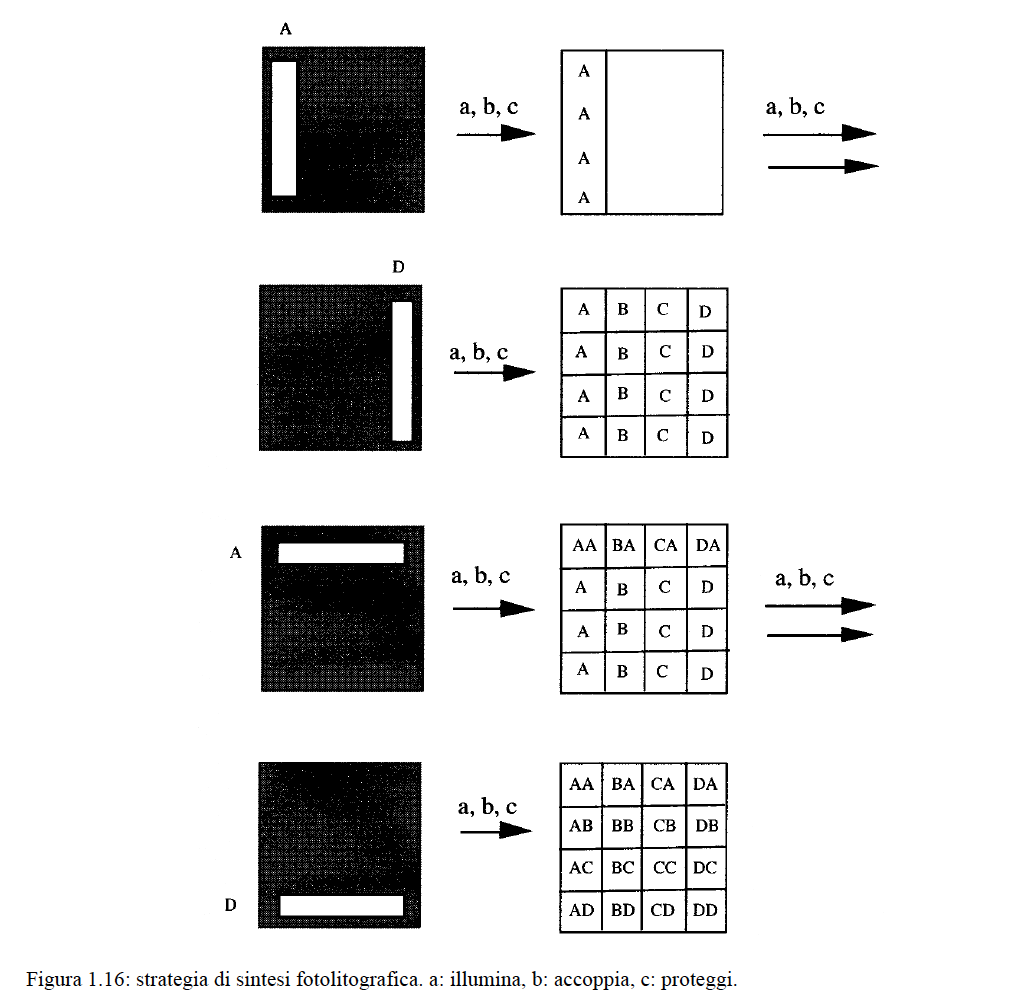 A
a, b, c
A
A
A
A
a, b, c
D
a, b, c
A B C D
A B C D
A B C D
A B C D
A
a, b, c
AA BA CA DA
A B C D
A B C D
A B C D
a, b, c
D
a, b, c
AA BA CA DA
AB BB CB DB
AC BC CC DC
AD BD CD DD
Figura 1.16: strategia di sintesi fotolitografica. a: illumina, b: accoppia, c: proteggi.